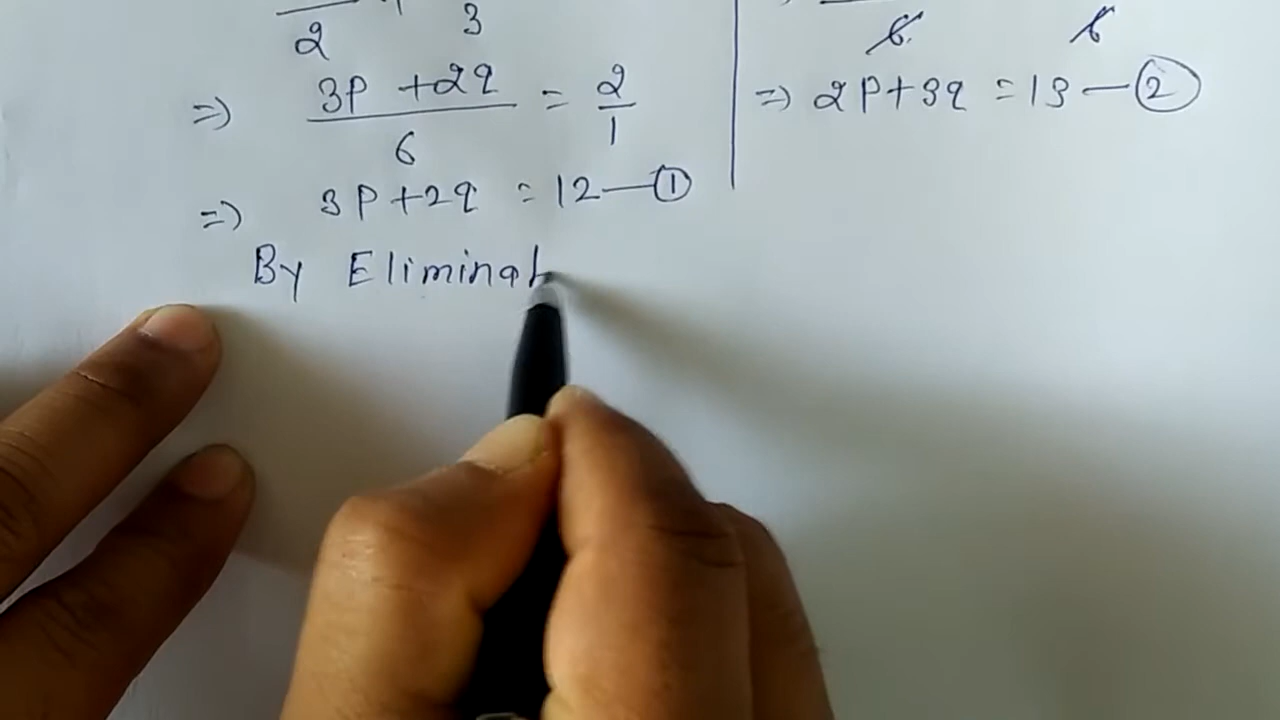 2 3
=> 3P + 2q / 6 = 2 / 1
=> 3P + 2q = 12 — ①
By Eliminat
6 6
=> 2P + 3q = 13 — ②